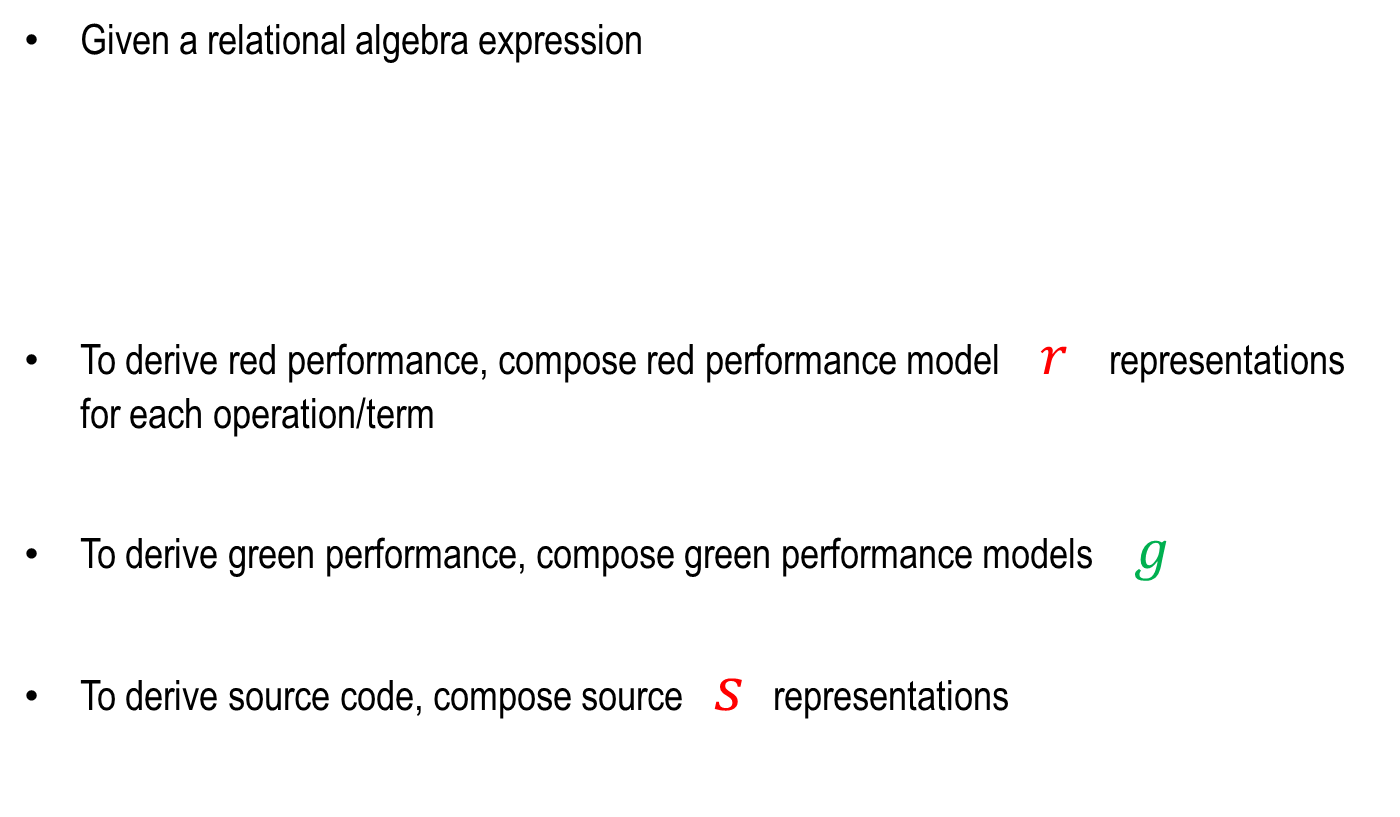 • Given a relational algebra expression
• To derive red performance, compose red performance model r representations
for each operation/term
• To derive green performance, compose green performance models g
• To derive source code, compose source s representations